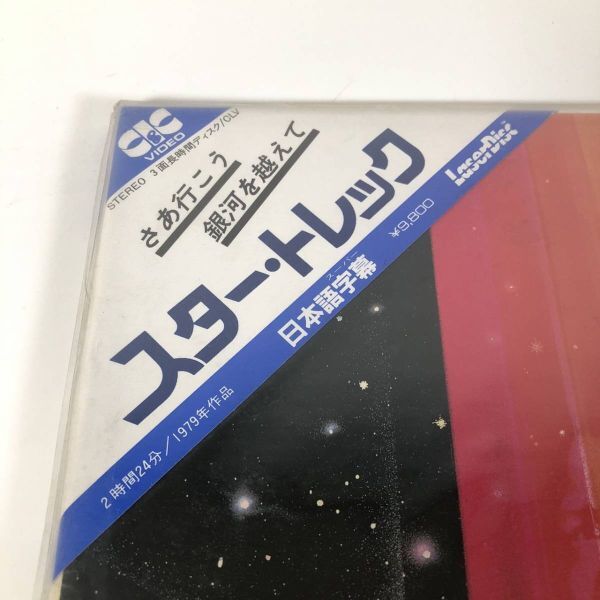 CIC
VIDEO
STEREO 3面長時間ディスク/CLV
さあ行こう
銀河を越えて
LaserDisc
スター・トレック
¥9,800
スーパー
日本語字幕
2時間24分/1979年作品